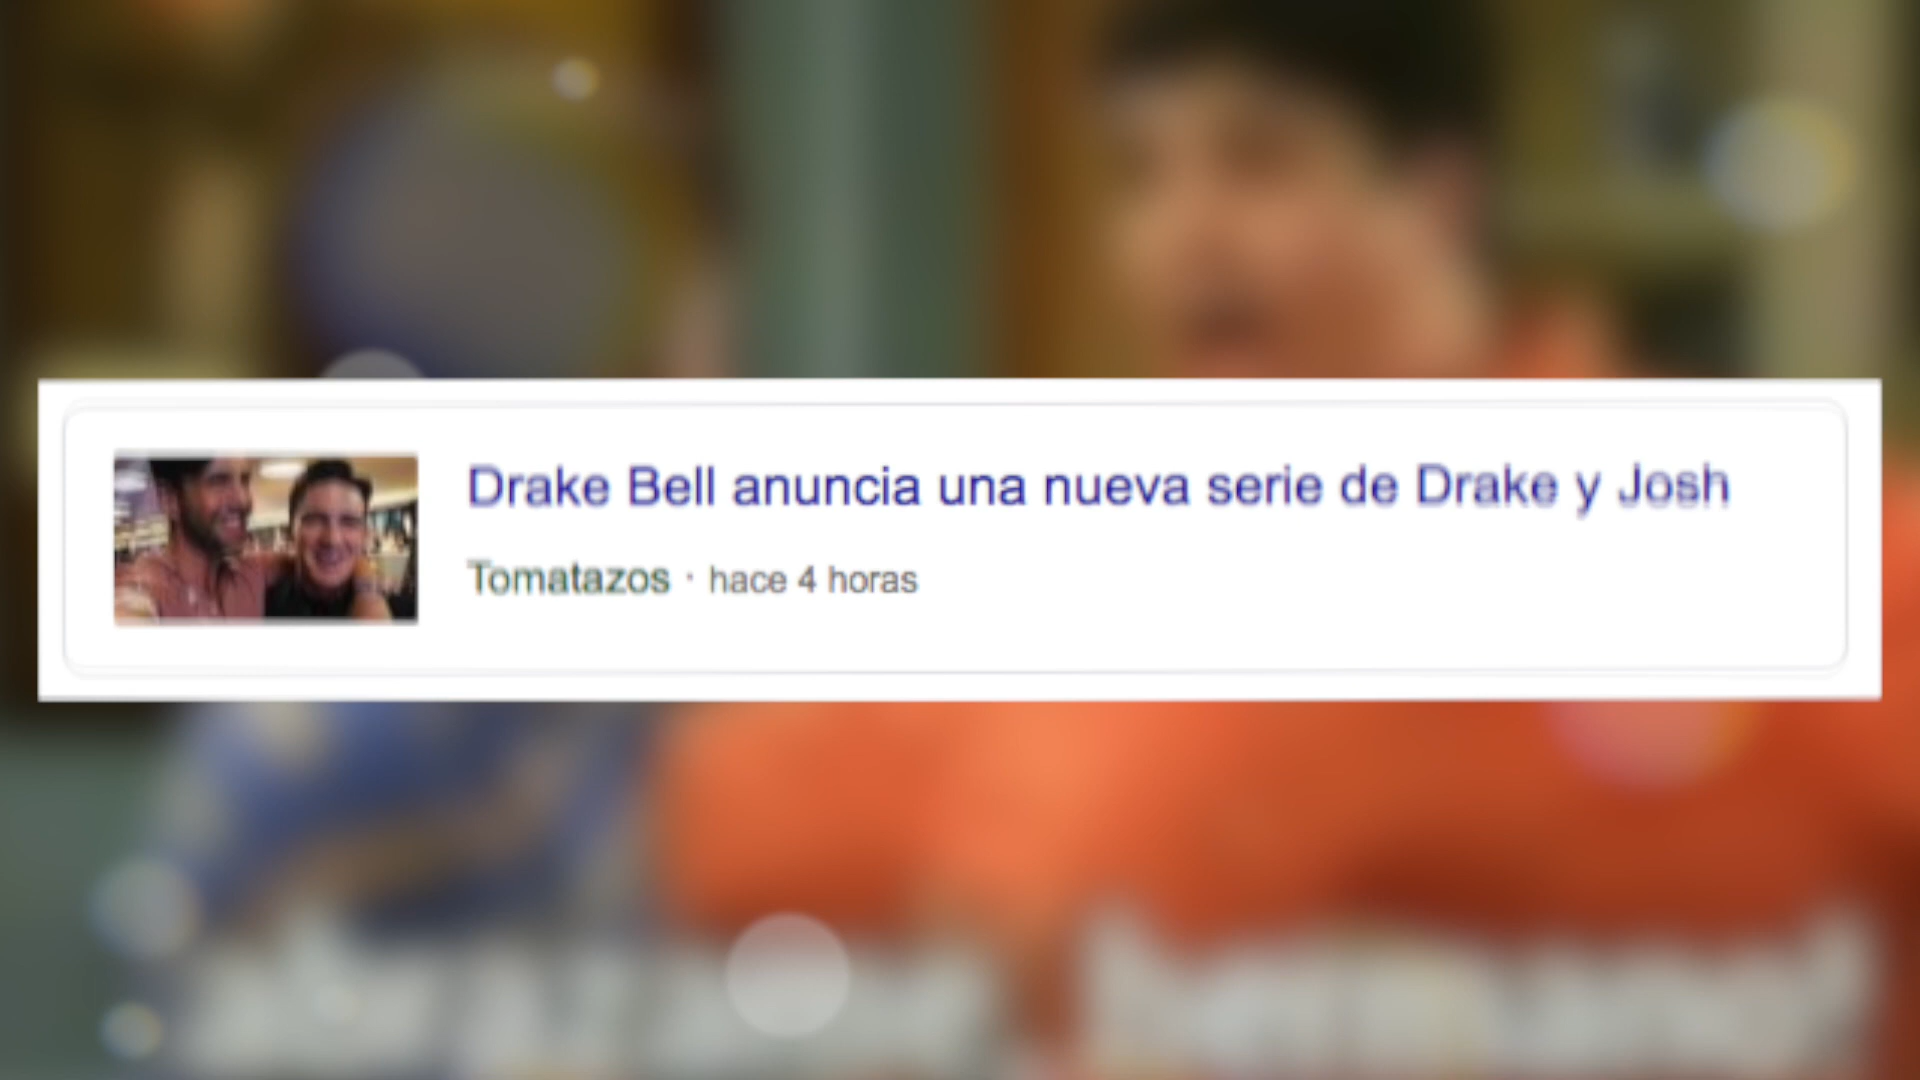 Drake Bell anuncia una nueva serie de Drake y Josh
Tomatazos · hace 4 horas